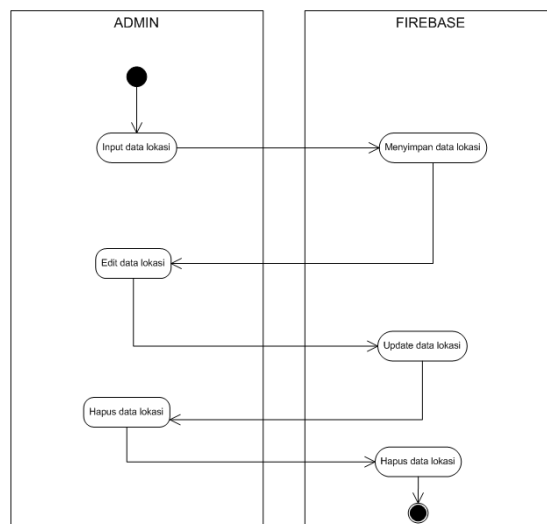 ADMIN
FIREBASE
Input data lokasi
Menyimpan data lokasi
Edit data lokasi
Update data lokasi
Hapus data lokasi
Hapus data lokasi